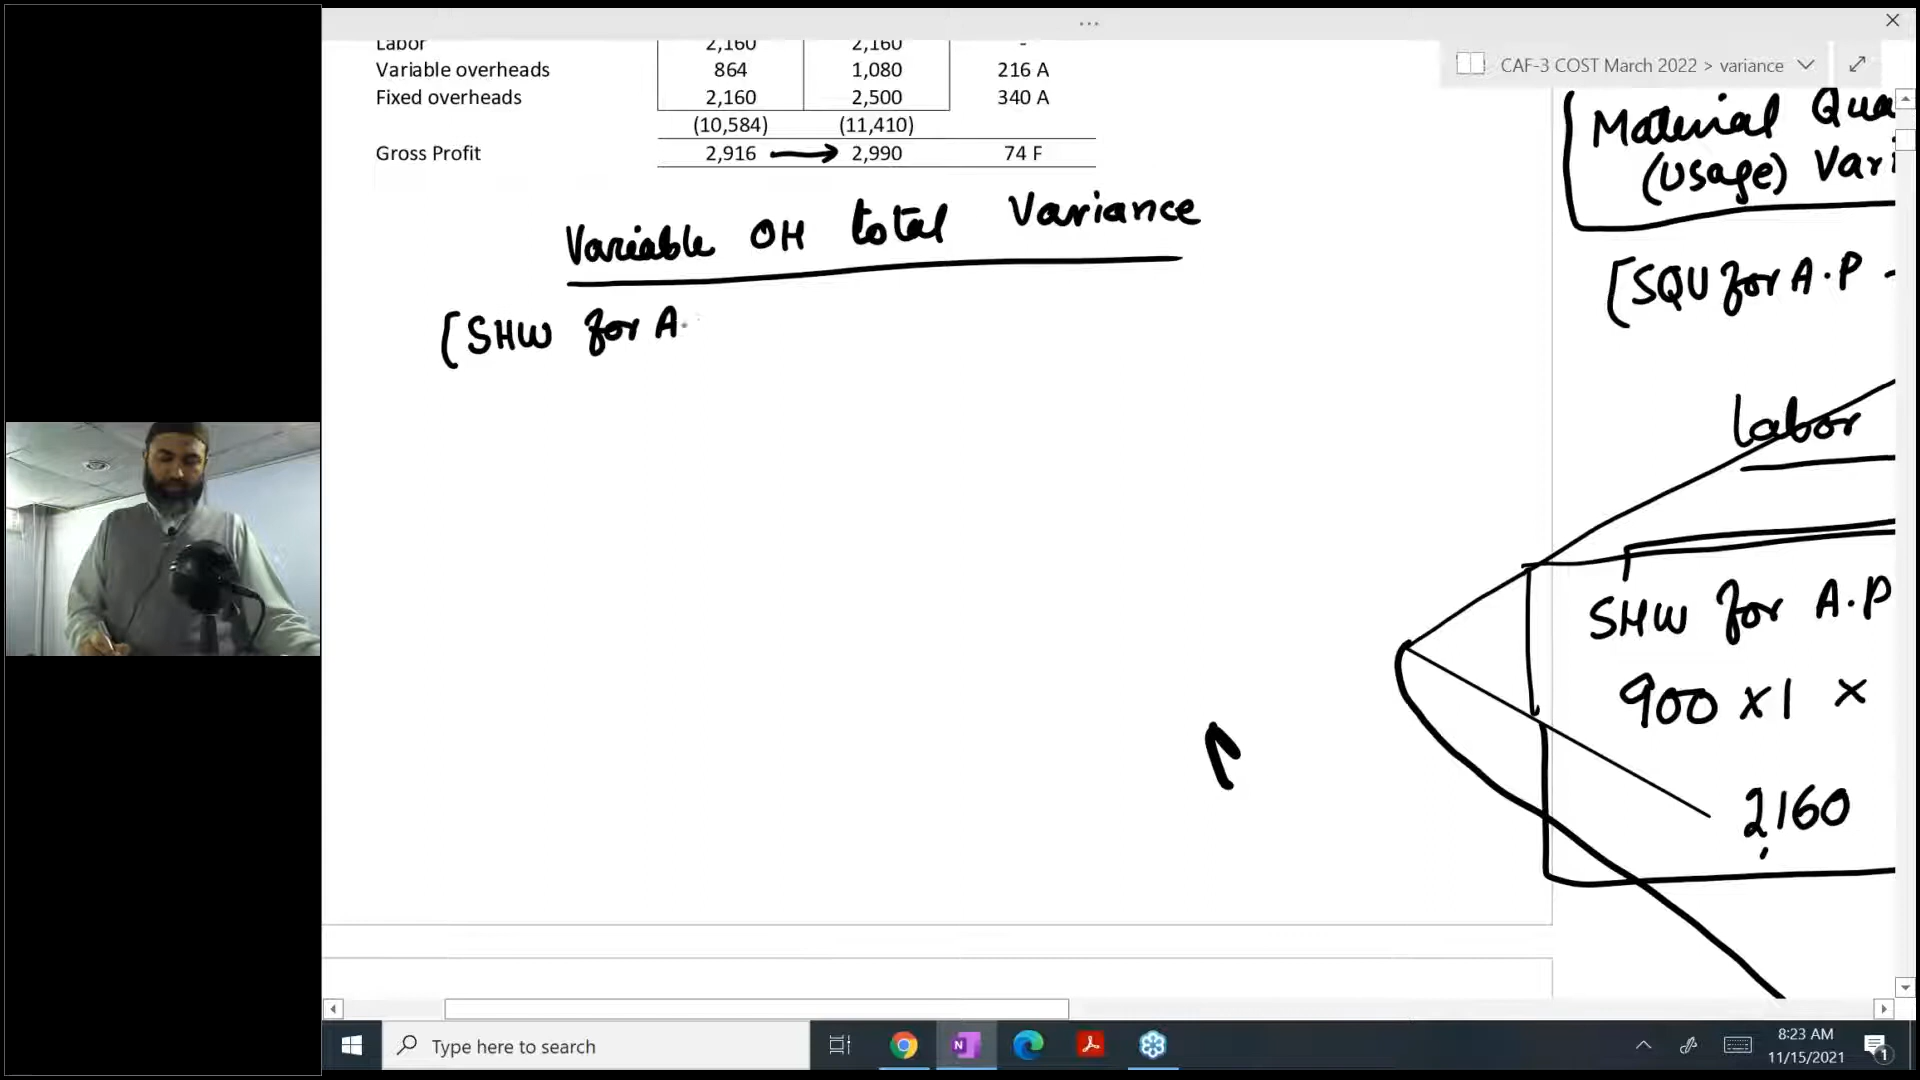 Labor 2,160 2,160 -
Variable overheads 864 1,080 216 A
Fixed overheads 2,160 2,500 340 A
(10,584) (11,410)
Gross Profit 2,916 2,990 74 F
CAF-3 COST March 2022 > variance
Variable OH total Variance
[SHW for A.
Material Qua
(Usage) Vari
[SQU for A.P -
Labor
SHW for A.P
900 x 1 x
2160
Type here to search
8:23 AM
11/15/2021
1